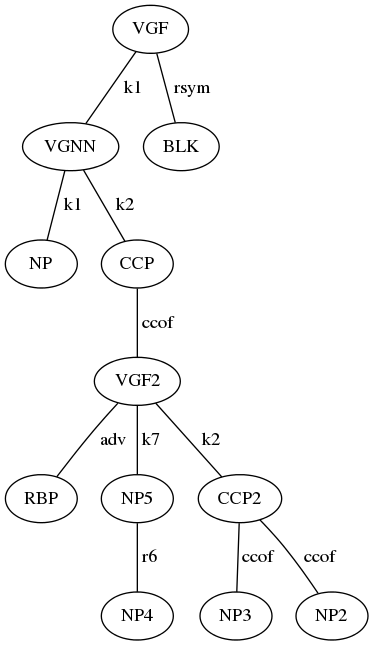 VGF
k1 rsym
VGNN BLK
k1 k2
NP CCP
ccof
VGF2
adv k7 k2
RBP NP5 CCP2
r6 ccof ccof
NP4 NP3 NP2